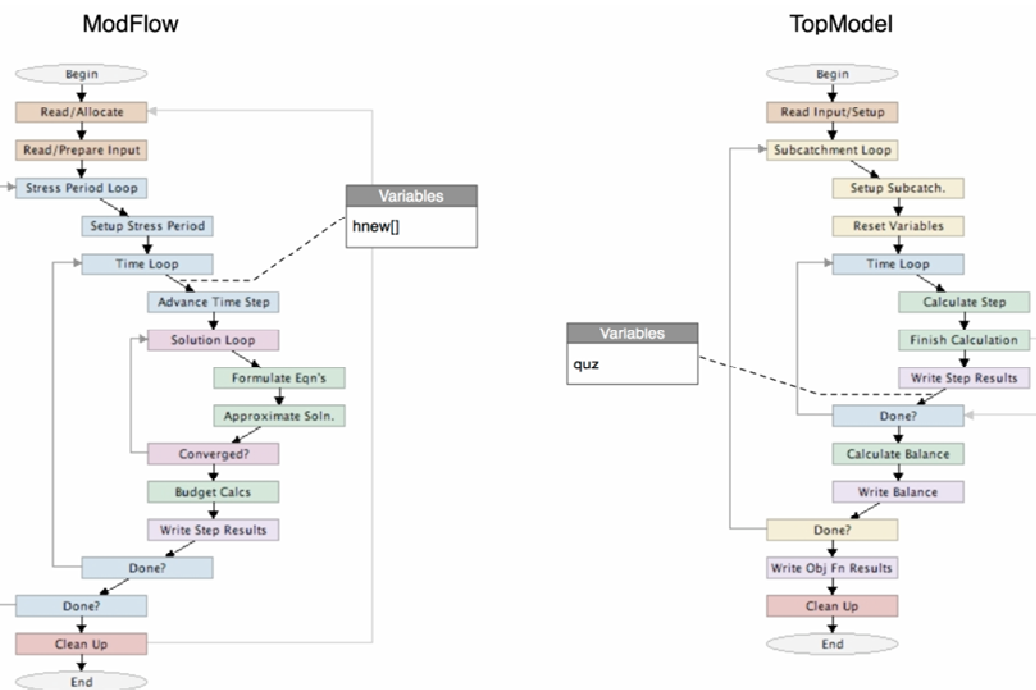 ModFlow
Begin
Read/Allocate
Read/Prepare Input
Stress Period Loop
Setup Stress Period
Time Loop
Advance Time Step
Solution Loop
Formulate Eqn's
Approximate Soln.
Converged?
Budget Calcs
Write Step Results
Done?
Done?
Clean Up
End
Variables
hnew[]
TopModel
Begin
Read Input/Setup
Subcatchment Loop
Setup Subcatch.
Reset Variables
Time Loop
Calculate Step
Finish Calculation
Write Step Results
Done?
Calculate Balance
Write Balance
Done?
Write Obj Fn Results
Clean Up
End
Variables
quz